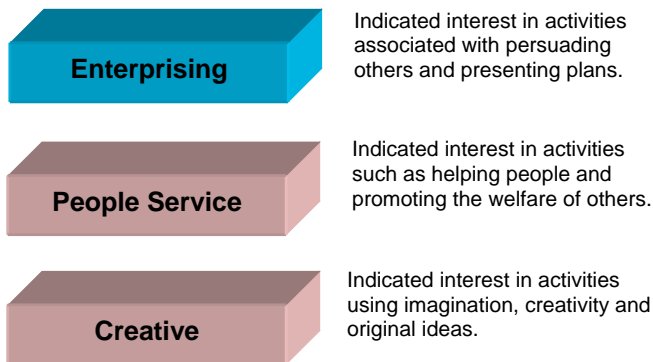 Enterprising
Indicated interest in activities
associated with persuading
others and presenting plans.
People Service
Indicated interest in activities
such as helping people and
promoting the welfare of others.
Creative
Indicated interest in activities
using imagination, creativity and
original ideas.